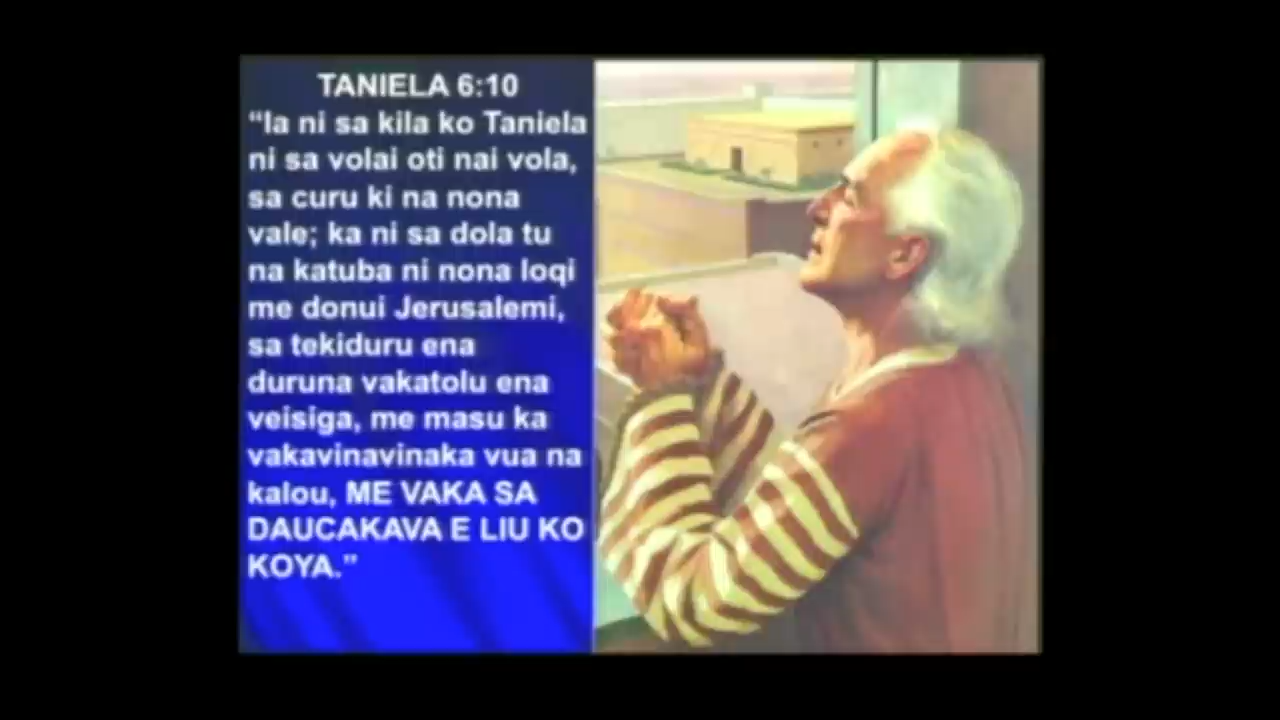 TANIELA 6:10
“Ia ni sa kila ko Taniela
ni sa volai oti nai vola,
sa curu ki na nona
vale; ka ni sa dola tu
na katuba ni nona loqi
me donui Jerusalemi,
sa tekiduru ena
duruna vakatolu ena
veisiga, me masu ka
vakavinavinaka vua na
kalou, ME VAKA SA
DAUCAKAVA E LIU KO
KOYA.”